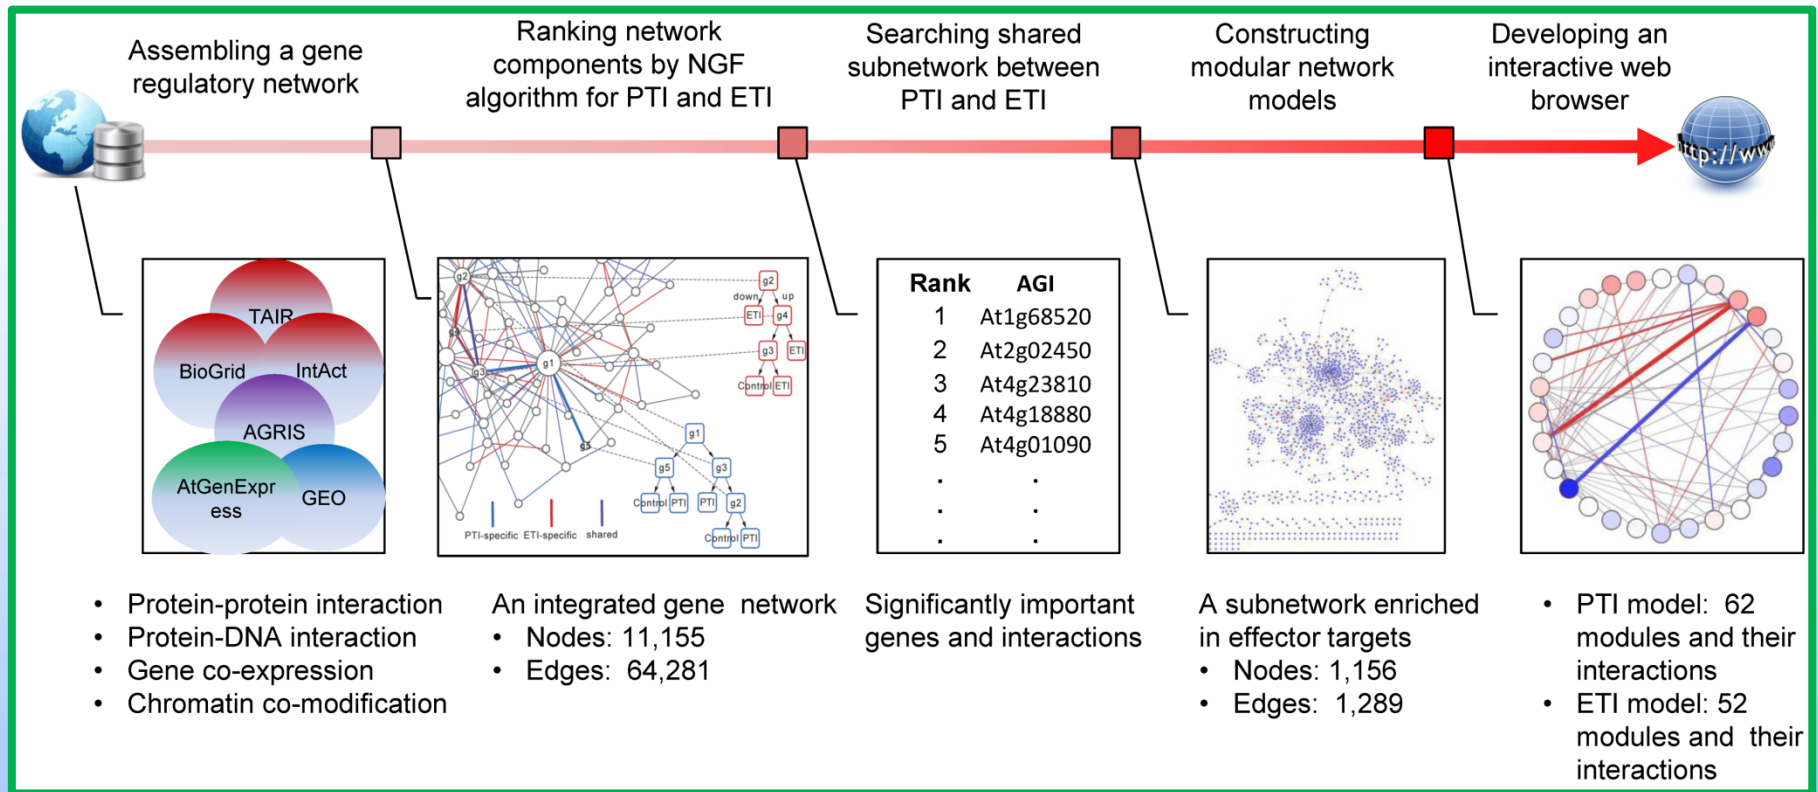 Assembling a gene
regulatory network
Ranking network
components by NGF
algorithm for PTI and ETI
Searching shared
subnetwork between
PTI and ETI
Constructing
modular network
models
Developing an
interactive web
browser
http://www
TAIR
BioGrid
IntAct
AGRIS
AtGenExpr
ess
GEO
g2
g4
g3
g1
g5
PTI-specific
ETI-specific
shared
g2
down
up
ETI
g4
g3
ETI
Control
ETI
g1
g5
g3
Control
PTI
PTI
g2
Control
PTI
Rank AGI
1 At1g68520
2 At2g02450
3 At4g23810
4 At4g18880
5 At4g01090
. .
. .
. .
• Protein-protein interaction
• Protein-DNA interaction
• Gene co-expression
• Chromatin co-modification
An integrated gene network
• Nodes: 11,155
• Edges: 64,281
Significantly important
genes and interactions
A subnetwork enriched
in effector targets
• Nodes: 1,156
• Edges: 1,289
• PTI model: 62
modules and their
interactions
• ETI model: 52
modules and their
interactions